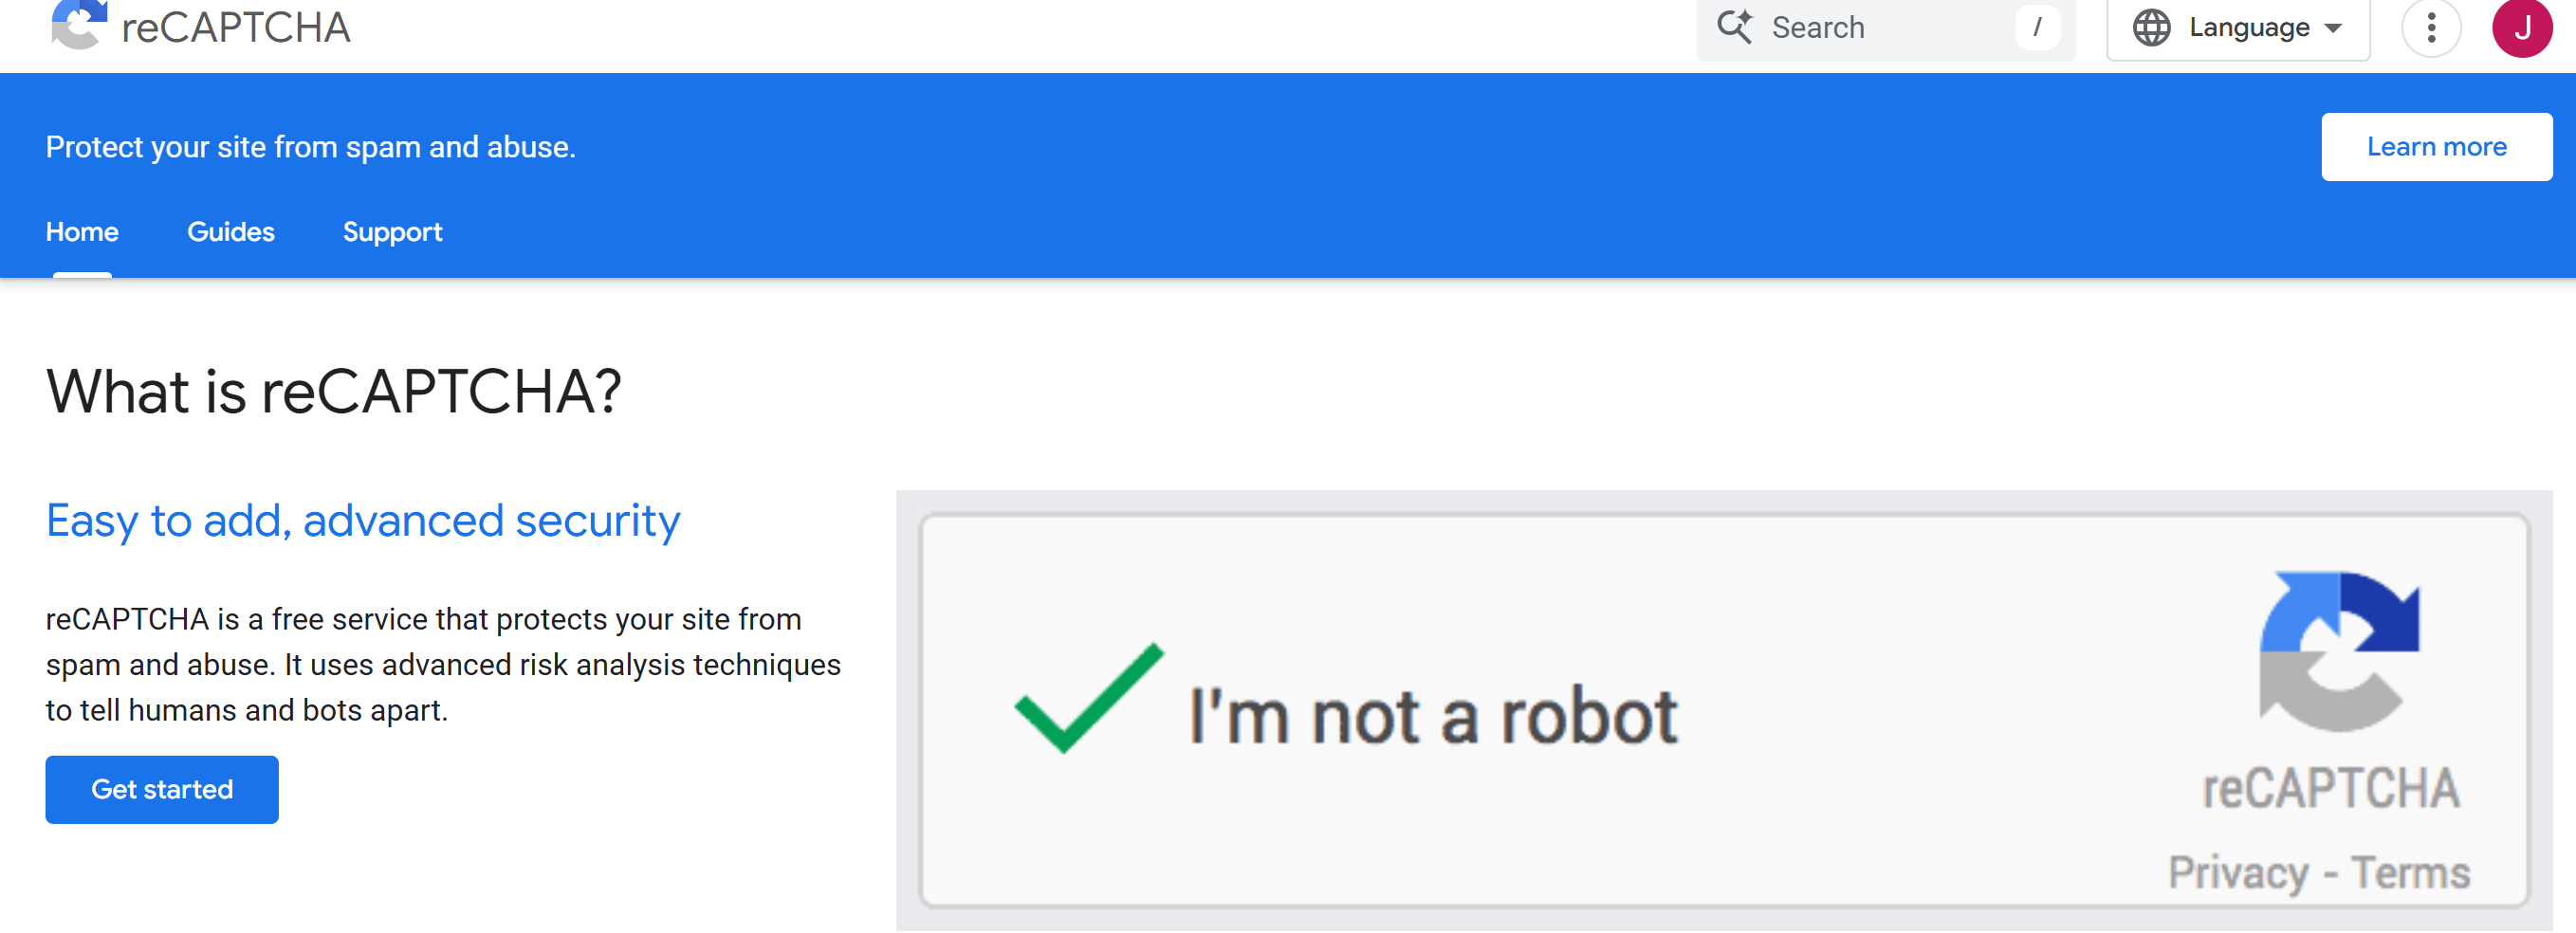 reCAPTCHA
Search
/
Language
J
Protect your site from spam and abuse.
Learn more
Home
Guides
Support
What is reCAPTCHA?
Easy to add, advanced security
reCAPTCHA is a free service that protects your site from
spam and abuse. It uses advanced risk analysis techniques
to tell humans and bots apart.
Get started
I'm not a robot
reCAPTCHA
Privacy - Terms